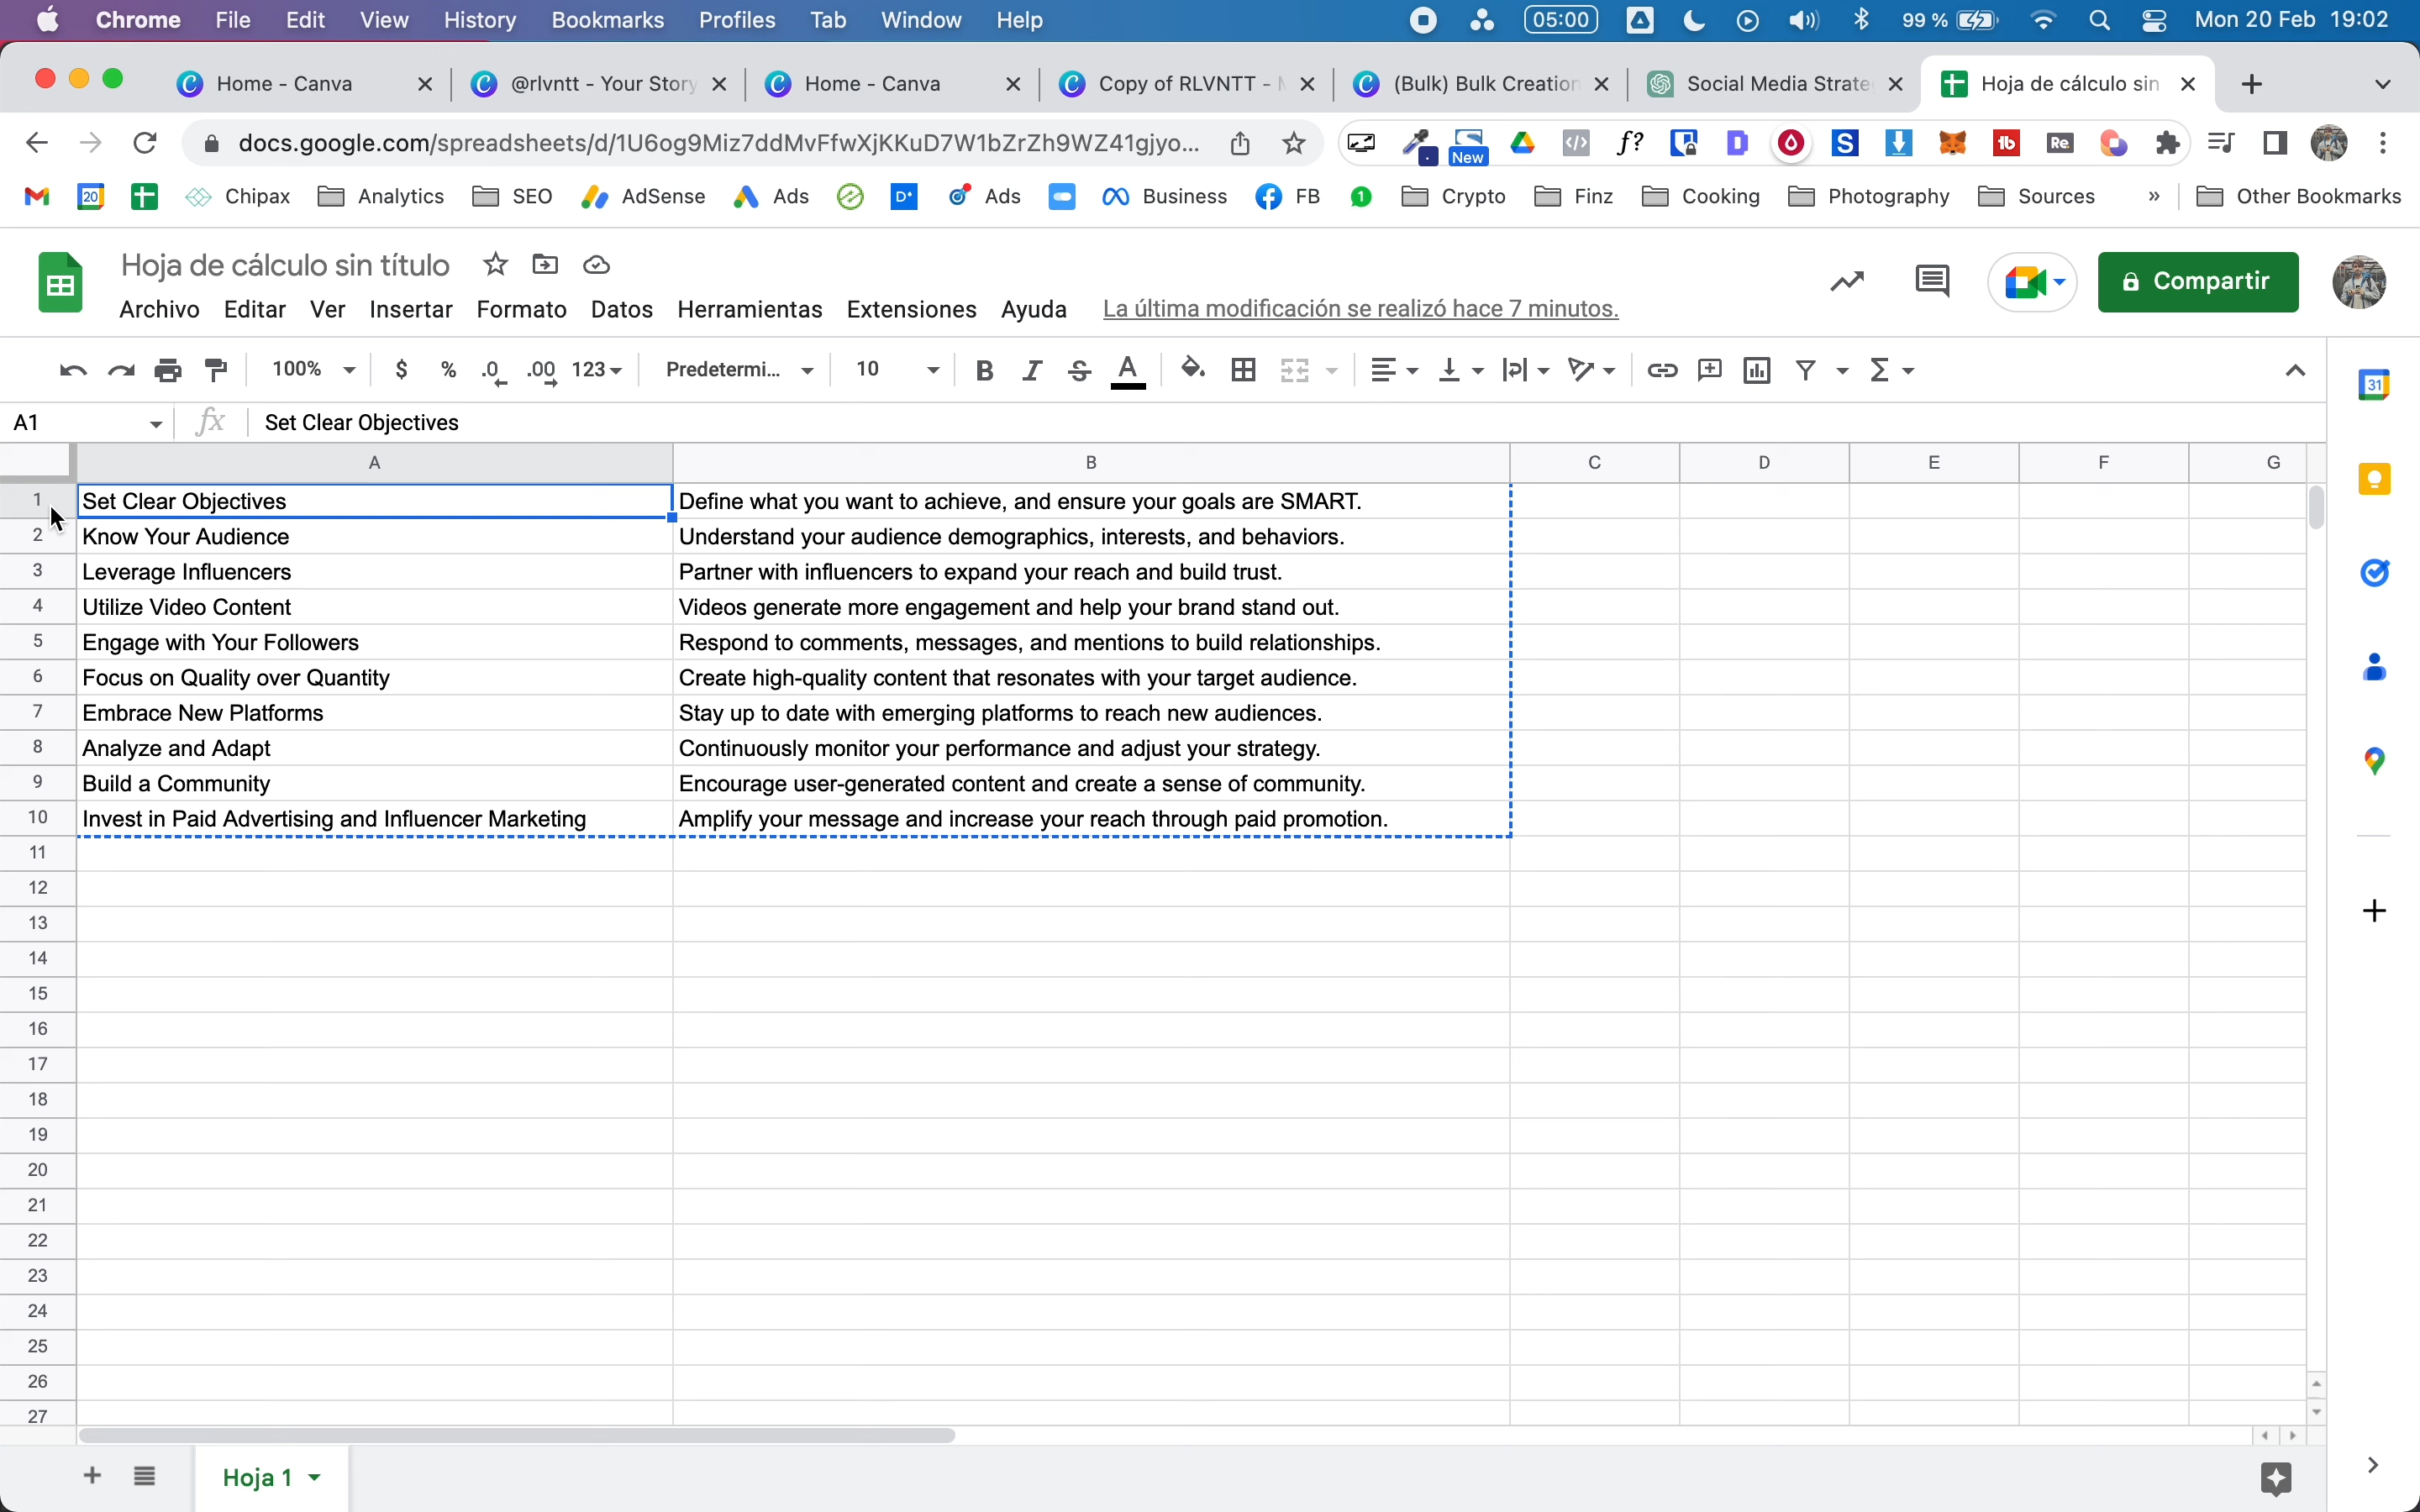 Chrome File Edit View History Bookmarks Profiles Tab Window Help 05:00 99 % Mon 20 Feb 19:02
Home - Canva @rlvntt - Your Story Home - Canva Copy of RLVNTT - (Bulk) Bulk Creation Social Media Strate Hoja de cálculo sin
docs.google.com/spreadsheets/d/1U6og9Miz7ddMvFfwXjKKuD7W1bZrZh9WZ41gjyo... New f? S tb Re
20 Chipax Analytics SEO AdSense Ads D Ads Business FB 1 Crypto Finz Cooking Photography Sources » Other Bookmarks
Hoja de cálculo sin título
Archivo Editar Ver Insertar Formato Datos Herramientas Extensiones Ayuda La última modificación se realizó hace 7 minutos. Compartir
100% $ % .0 .00 123 Predetermi... 10 B I S A Σ 31
A1 fx Set Clear Objectives
A B C D E F G
1 Set Clear Objectives Define what you want to achieve, and ensure your goals are SMART.
2 Know Your Audience Understand your audience demographics, interests, and behaviors.
3 Leverage Influencers Partner with influencers to expand your reach and build trust.
4 Utilize Video Content Videos generate more engagement and help your brand stand out.
5 Engage with Your Followers Respond to comments, messages, and mentions to build relationships.
6 Focus on Quality over Quantity Create high-quality content that resonates with your target audience.
7 Embrace New Platforms Stay up to date with emerging platforms to reach new audiences.
8 Analyze and Adapt Continuously monitor your performance and adjust your strategy.
9 Build a Community Encourage user-generated content and create a sense of community.
10 Invest in Paid Advertising and Influencer Marketing Amplify your message and increase your reach through paid promotion.
11
12
13
14
15
16
17
18
19
20
21
22
23
24
25
26
27
Hoja 1